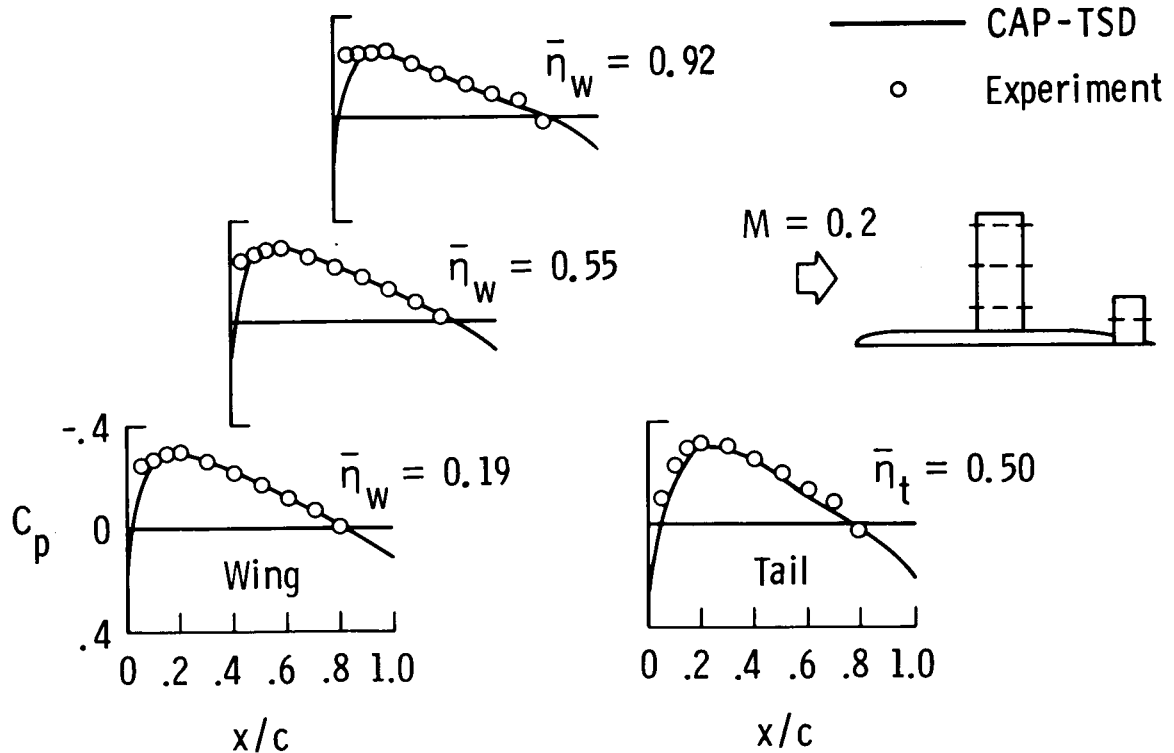 CAP-TSD
Experiment
η̄w = 0.92
η̄w = 0.55
M = 0.2
-.4
0
.4
Cp
η̄w = 0.19
Wing
0 .2 .4 .6 .8 1.0
x/c
η̄t = 0.50
Tail
0 .2 .4 .6 .8 1.0
x/c